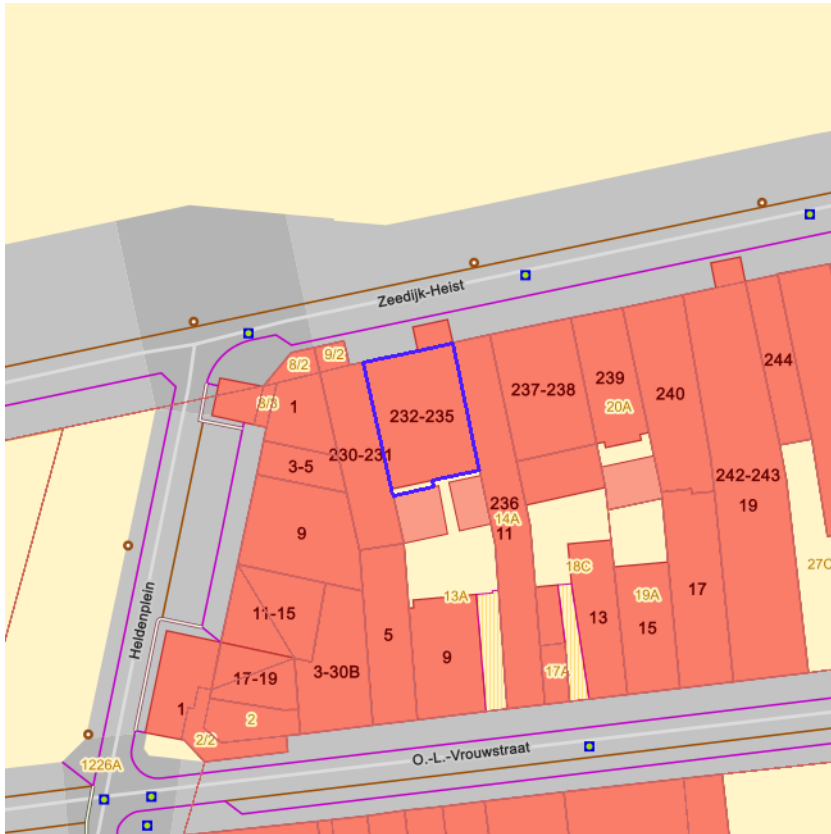 Zeedijk-Heist
9/2
8/2
8/3
1
232-235
237-238
239
20A
240
244
3-5
230-231
242-243
19
236
14A
11
9
18C
27C
13A
19A
11-15
5
9
13
15
17
Heldenplein
17-19
3-30B
17A
1
2
2/2
O.-L.-Vrouwstraat
1226A